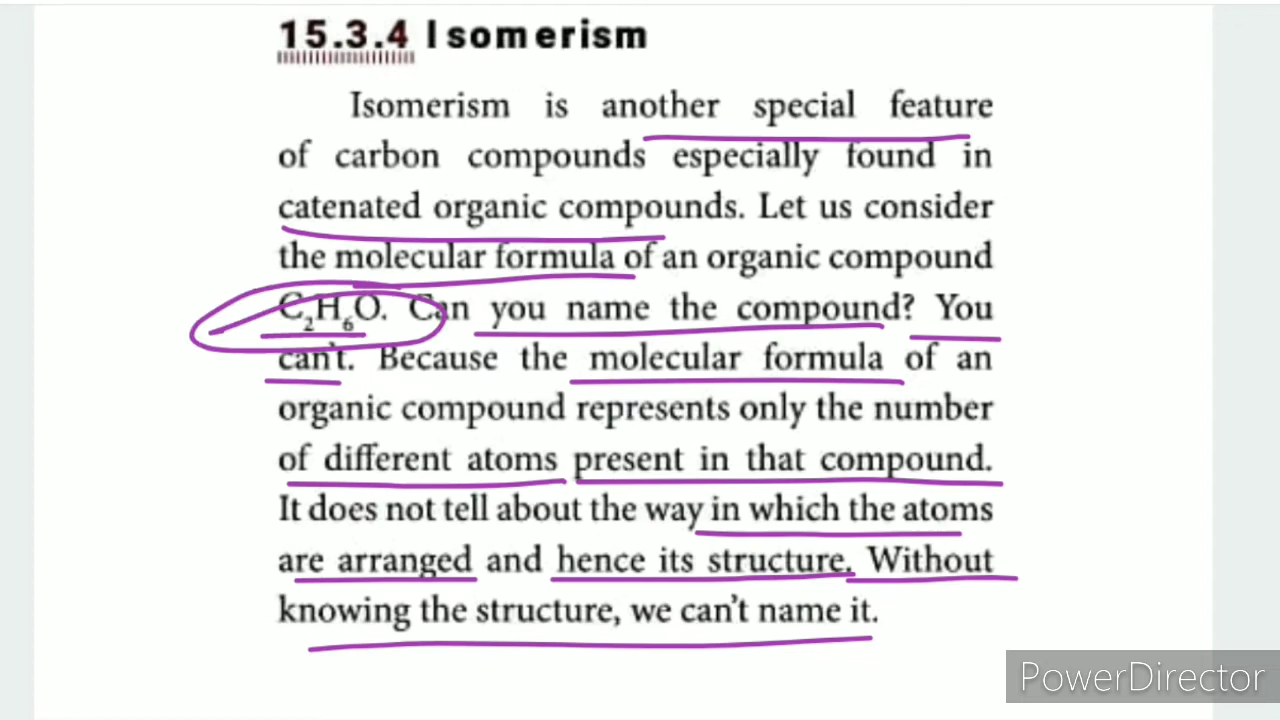 15.3.4 Isomerism
Isomerism is another special feature
of carbon compounds especially found in
catenated organic compounds. Let us consider
the molecular formula of an organic compound
C₂H₆O. Can you name the compound? You
can't. Because the molecular formula of an
organic compound represents only the number
of different atoms present in that compound.
It does not tell about the way in which the atoms
are arranged and hence its structure. Without
knowing the structure, we can't name it.
PowerDirector